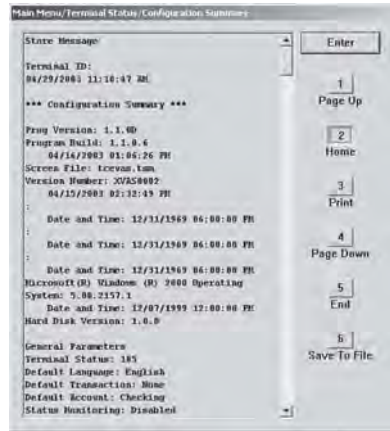 Main Menu/Terminal Status/Configuration Summary
Store Message
Terminal ID:
04/29/2003 11:10:47 AM
*** Configuration Summary ***
Prog Version: 1.1.0D
Program Build: 1.1.0.6
04/16/2003 01:06:26 PM
Screen File: tcevas.tsm
Version Number: XVAS0002
04/15/2003 02:32:49 PM
:
Date and Time: 12/31/1969 06:00:00 PM
:
Date and Time: 12/31/1969 06:00:00 PM
:
Date and Time: 12/31/1969 06:00:00 PM
Microsoft(R) Windows (R) 2000 Operating
System: 5.00.2157.1
Date and Time: 12/07/1999 12:00:00 PM
Hard Disk Version: 1.0.0
General Parameters
Terminal Status: 185
Default Language: English
Default Transaction: None
Default Account: Checking
Status Monitoring: Disabled
Enter
1
Page Up
2
Home
3
Print
4
Page Down
5
End
6
Save To File